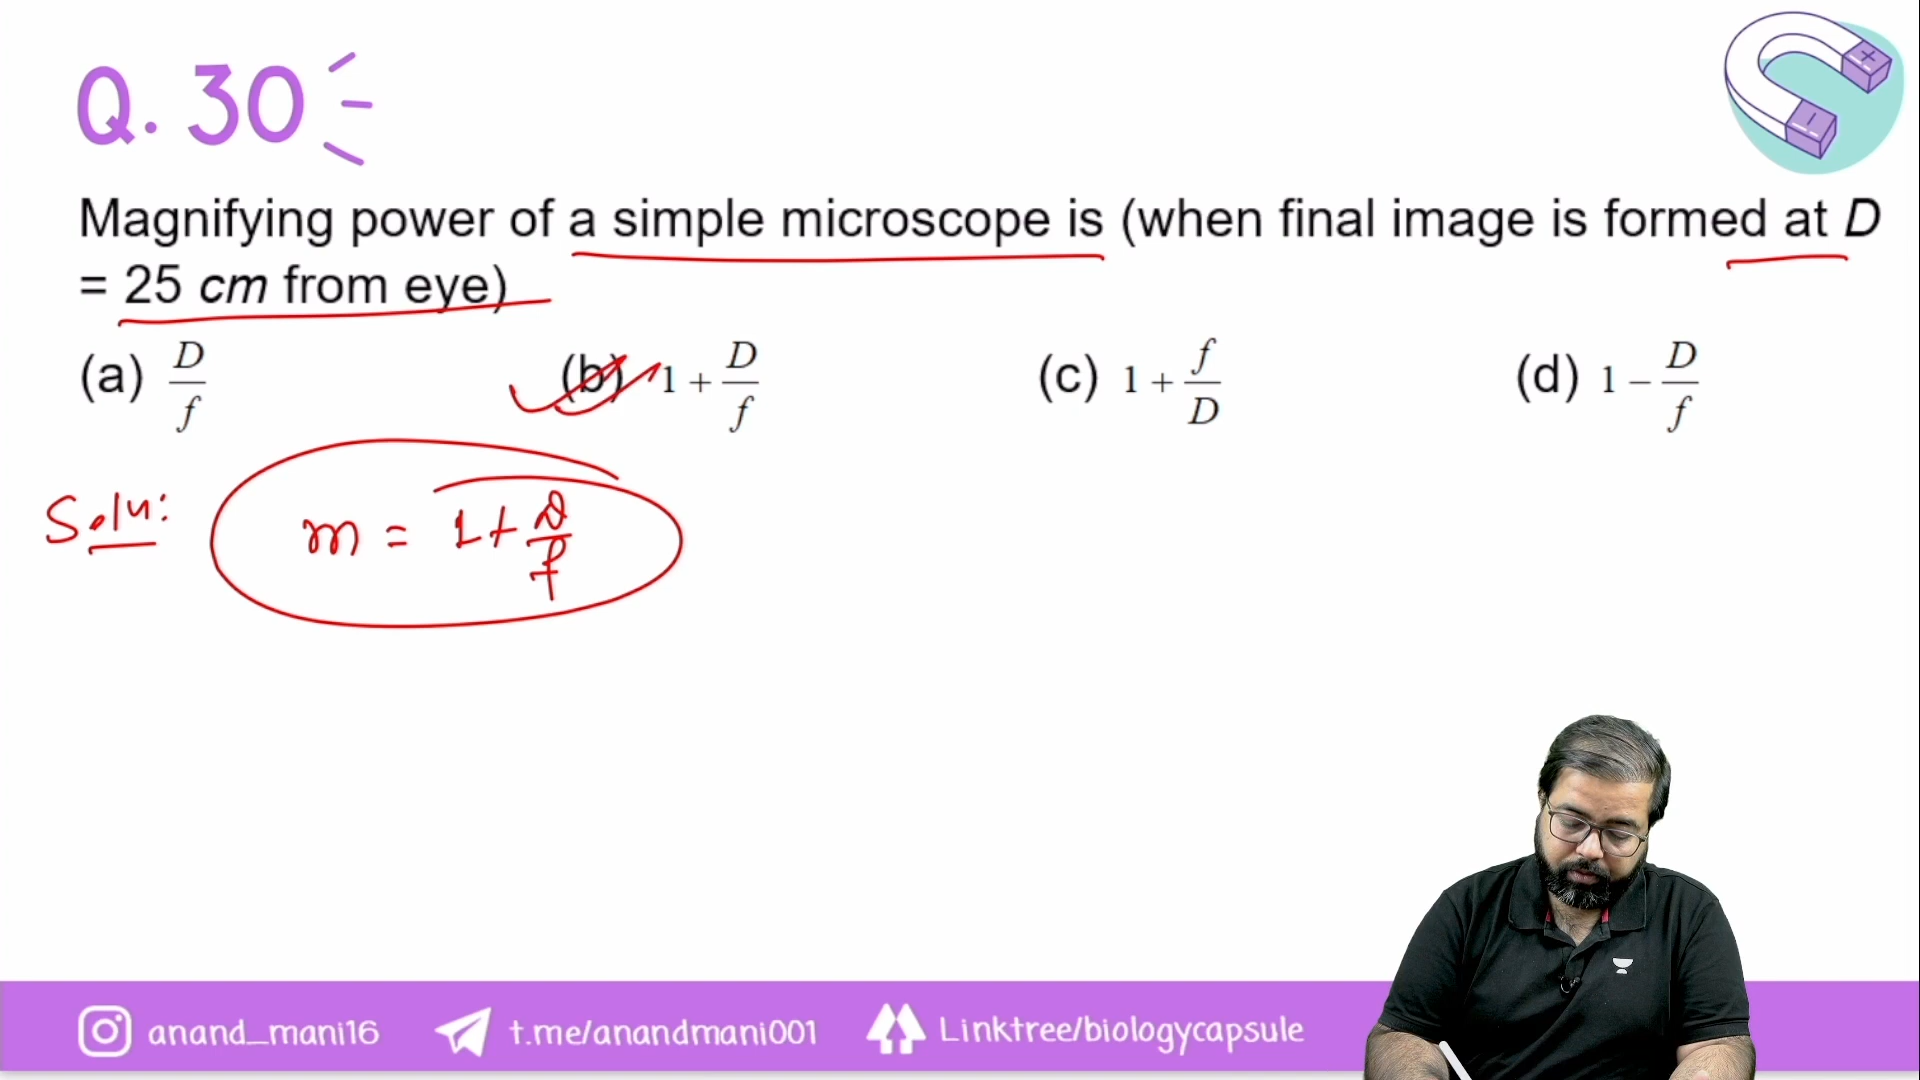 Q. 30
Magnifying power of a simple microscope is (when final image is formed at D
= 25 cm from eye)
(a) D/f (b) 1 + D/f (c) 1 + f/D (d) 1 − D/f
Solu:
m = 1 + D/f
anand_mani16 t.me/anandmani001 Linktree/biologycapsule